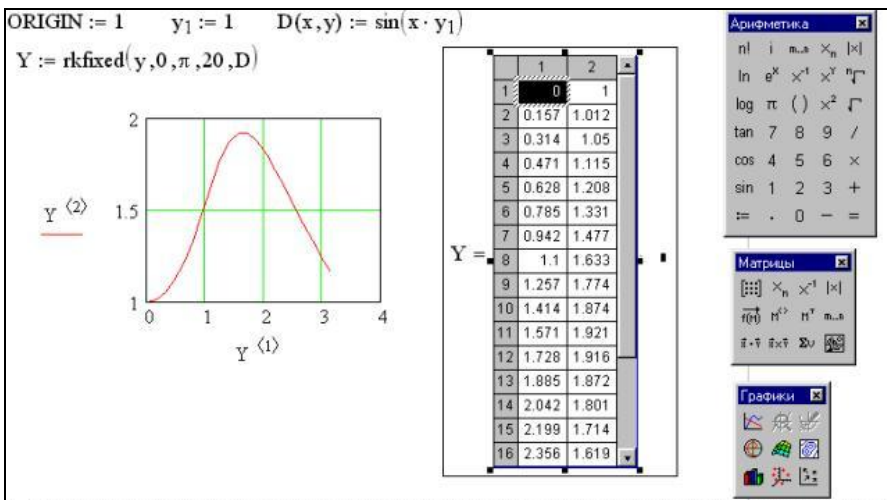 ORIGIN := 1 y₁ := 1 D(x,y) := sin(x · y₁)
Y := rkfixed(y,0,π,20,D)
2
1.5
1
0 1 2 3 4
Y ⟨2⟩
Y ⟨1⟩
Y =
1 2
1 0 1
2 0.157 1.012
3 0.314 1.05
4 0.471 1.115
5 0.628 1.208
6 0.785 1.331
7 0.942 1.477
8 1.1 1.633
9 1.257 1.774
10 1.414 1.874
11 1.571 1.921
12 1.728 1.916
13 1.885 1.872
14 2.042 1.801
15 2.199 1.714
16 2.356 1.619
Арифметика
n! i m..n ×ₙ |×|
ln eˣ ×⁻¹ ×ʸ ⁿ√
log π ( ) ×² √
tan 7 8 9 /
cos 4 5 6 ×
sin 1 2 3 +
:= . 0 − =
Матрицы
[:::] ×ₙ ×⁻¹ |×|
f(M) M⟨⟩ Mᵀ m..n
Συ
Графики